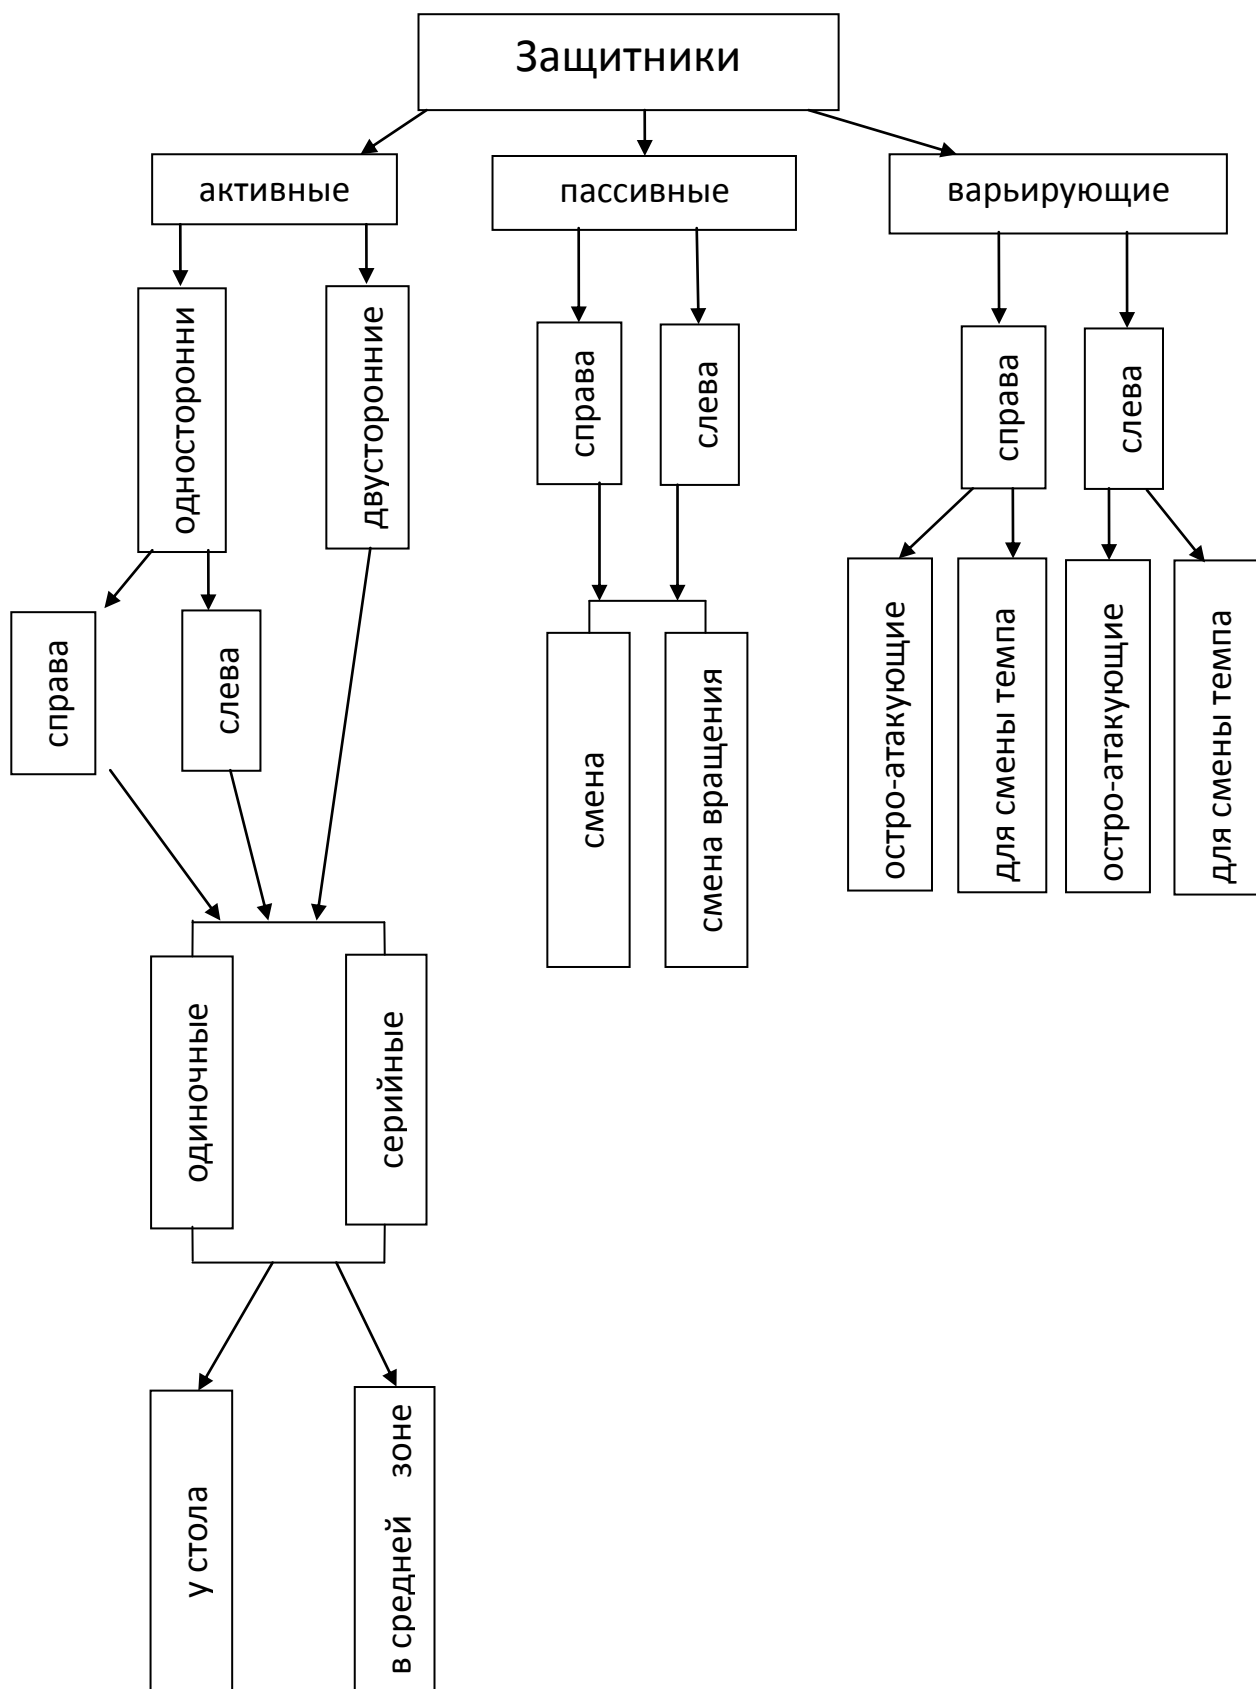 Защитники
активные
пассивные
варьирующие
односторонни
двусторонние
справа
слева
справа
слева
справа
слева
остро-атакующие
для смены темпа
остро-атакующие
для смены темпа
смена
смена вращения
одиночные
серийные
у стола
в средней зоне